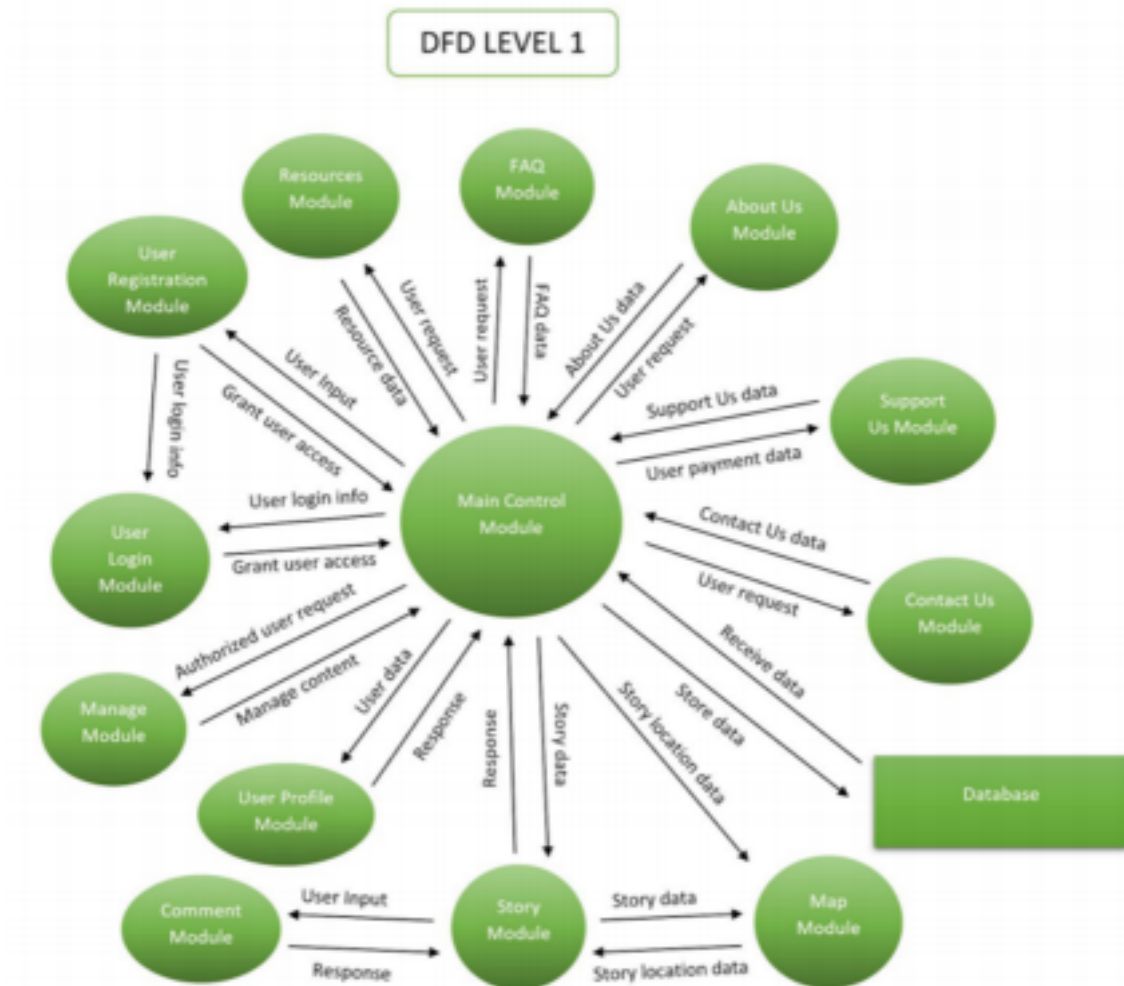 DFD LEVEL 1
FAQ
Module
Resources
Module
About Us
Module
User
Registration
Module
User request
Resource data
User request
FAQ data
About Us data
User request
User Input
Grant user access
User login info
Support Us data
User payment data
Support
Us Module
Main Control
Module
User login info
Grant user access
User
Login
Module
Contact Us data
User request
Contact Us
Module
Authorized user request
Manage content
Manage
Module
User data
Response
Response
Story data
Story location data
Store data
Receive data
Database
User Profile
Module
Comment
Module
User Input
Response
Story
Module
Story data
Story location data
Map
Module